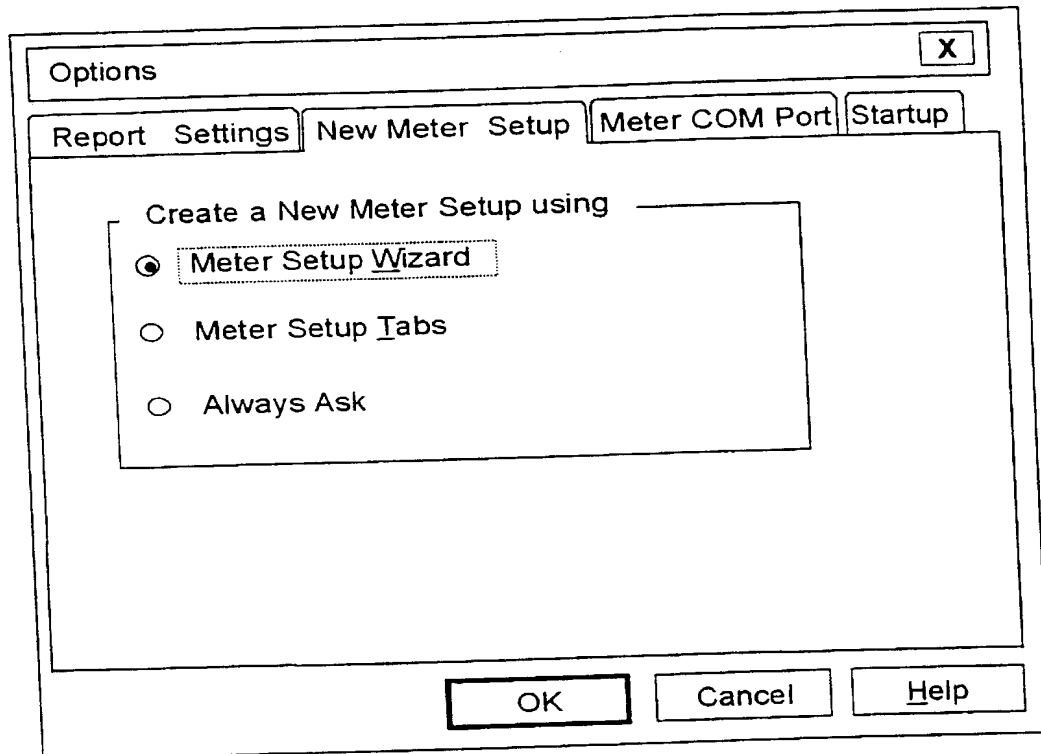 Options X
Report Settings New Meter Setup Meter COM Port Startup
Create a New Meter Setup using
Meter Setup Wizard
Meter Setup Tabs
Always Ask
OK Cancel Help